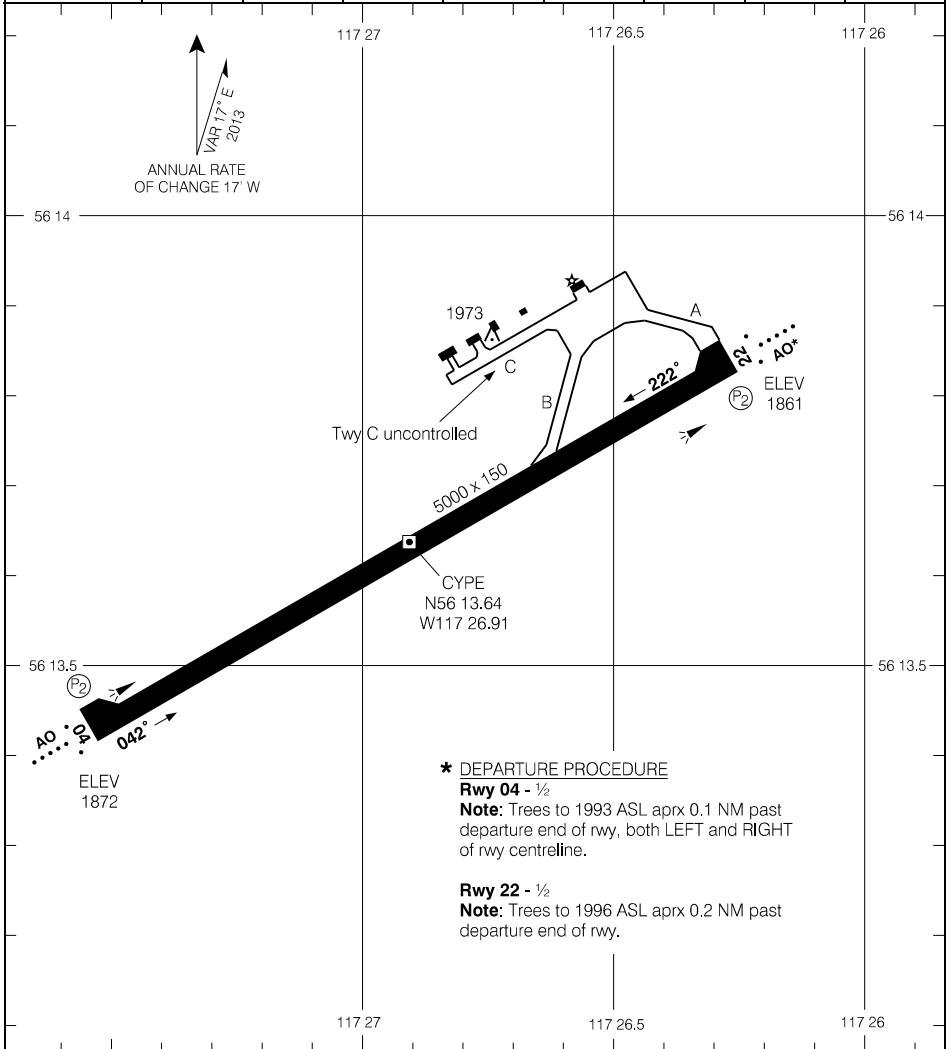 117 27
117 26.5
117 26
VAR 17° E
2013
ANNUAL RATE
OF CHANGE 17' W
56 14
56 14
1973
A
C
B
22
AO*
222°
P2
ELEV
1861
Twy C uncontrolled
5000 x 150
CYPE
N56 13.64
W117 26.91
56 13.5
56 13.5
P2
AO
04
042°
ELEV
1872
* DEPARTURE PROCEDURE
Rwy 04 - ½
Note: Trees to 1993 ASL aprx 0.1 NM past
departure end of rwy, both LEFT and RIGHT
of rwy centreline.
Rwy 22 - ½
Note: Trees to 1996 ASL aprx 0.2 NM past
departure end of rwy.
117 27
117 26.5
117 26